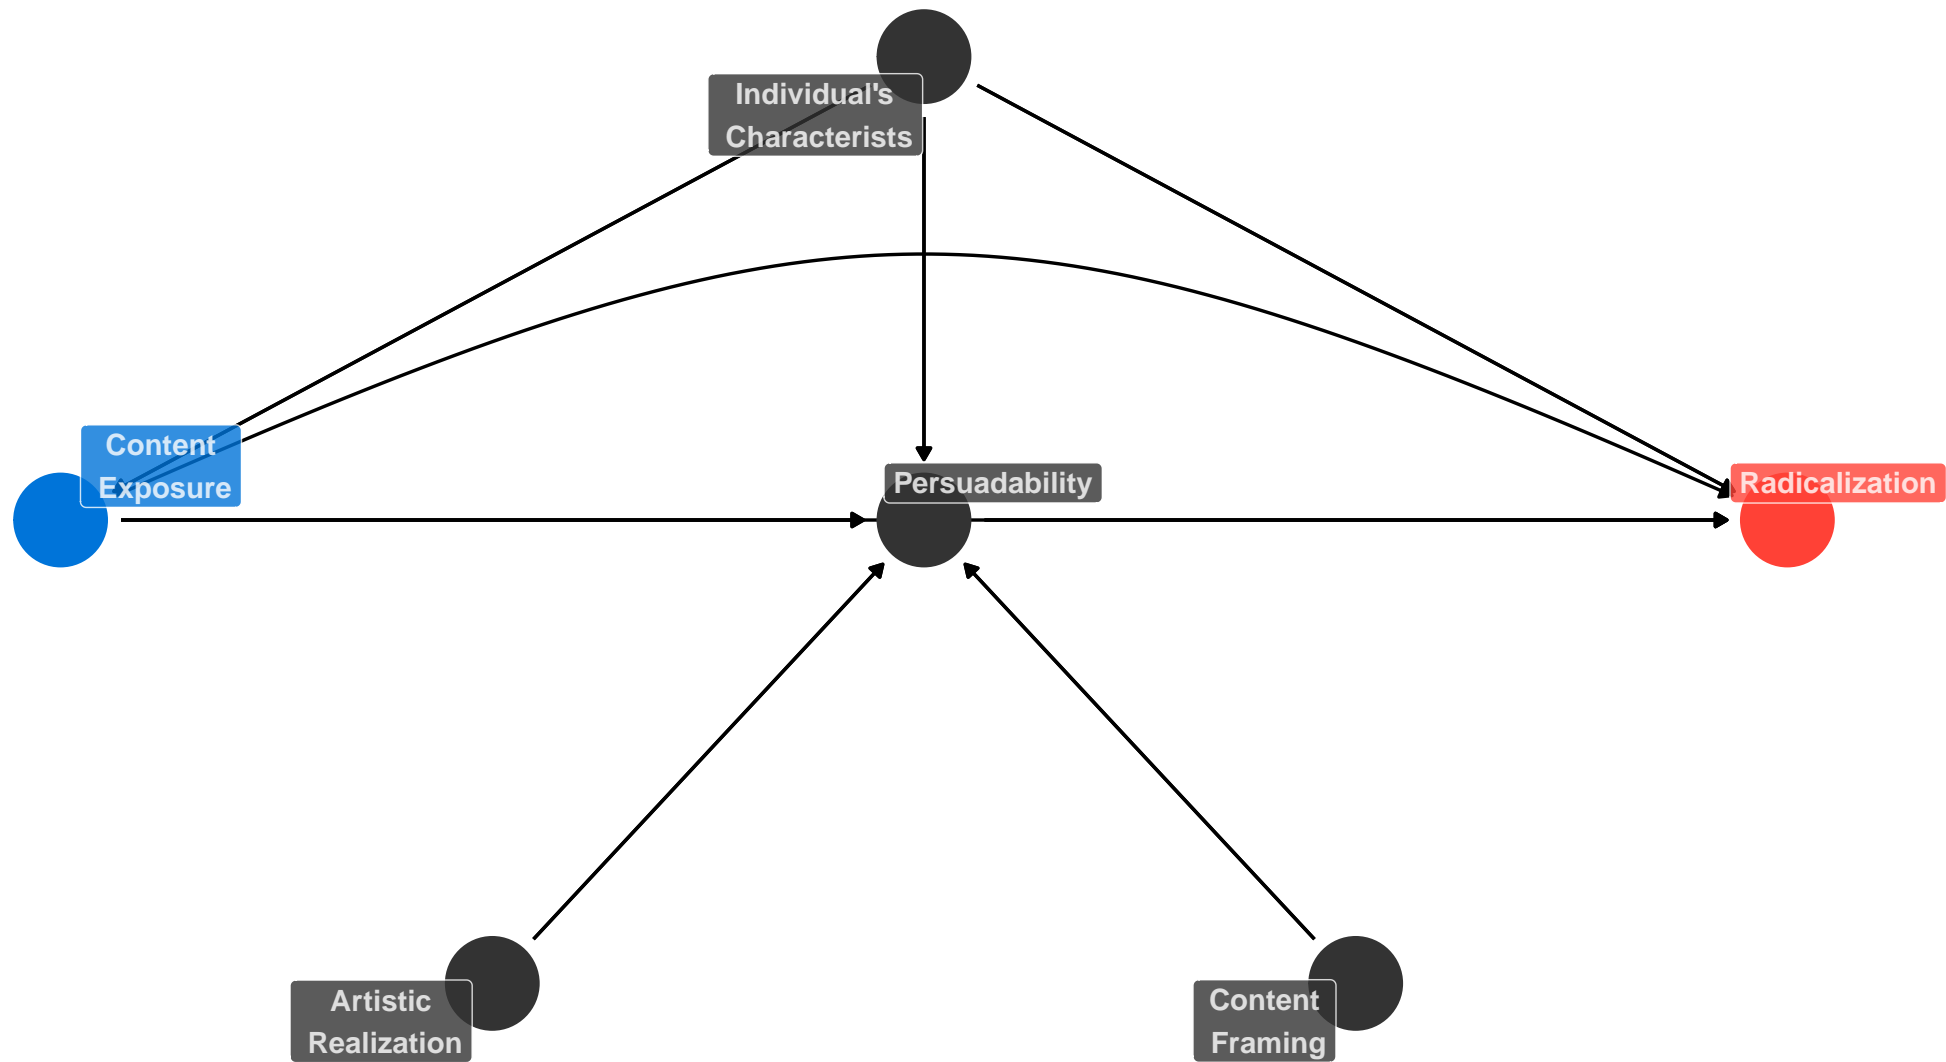 Individual's
Characterists
Content
Exposure
Persuadability
Radicalization
Artistic
Realization
Content
Framing